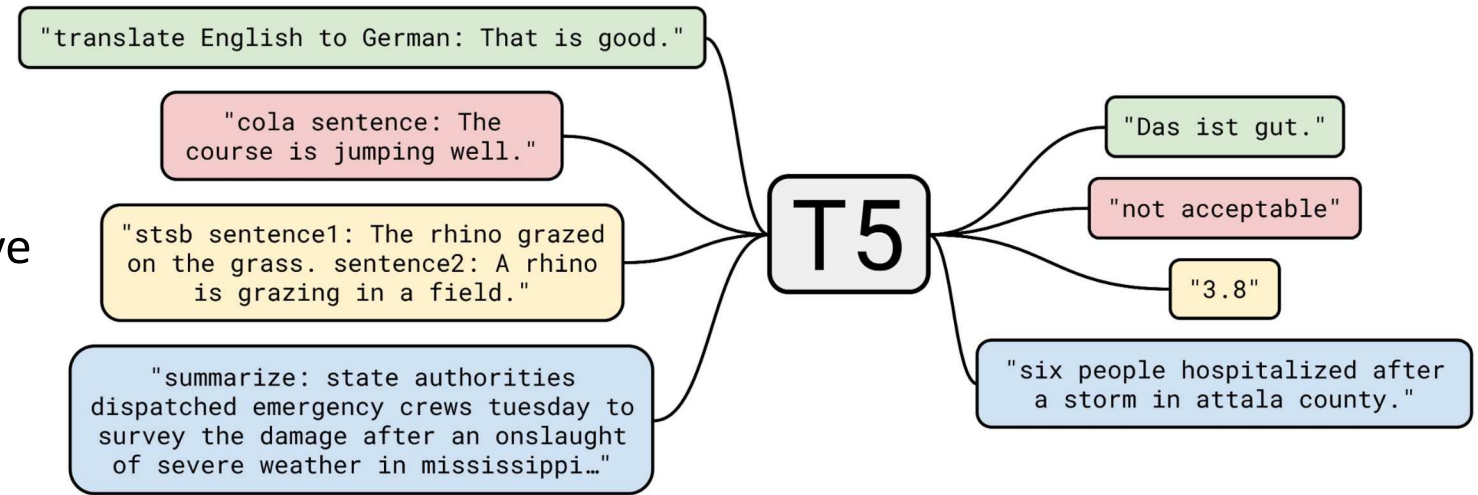 "translate English to German: That is good."
"cola sentence: The
course is jumping well."
"stsb sentence1: The rhino grazed
on the grass. sentence2: A rhino
is grazing in a field."
"summarize: state authorities
dispatched emergency crews tuesday to
survey the damage after an onslaught
of severe weather in mississippi…"
T5
"Das ist gut."
"not acceptable"
"3.8"
"six people hospitalized after
a storm in attala county."